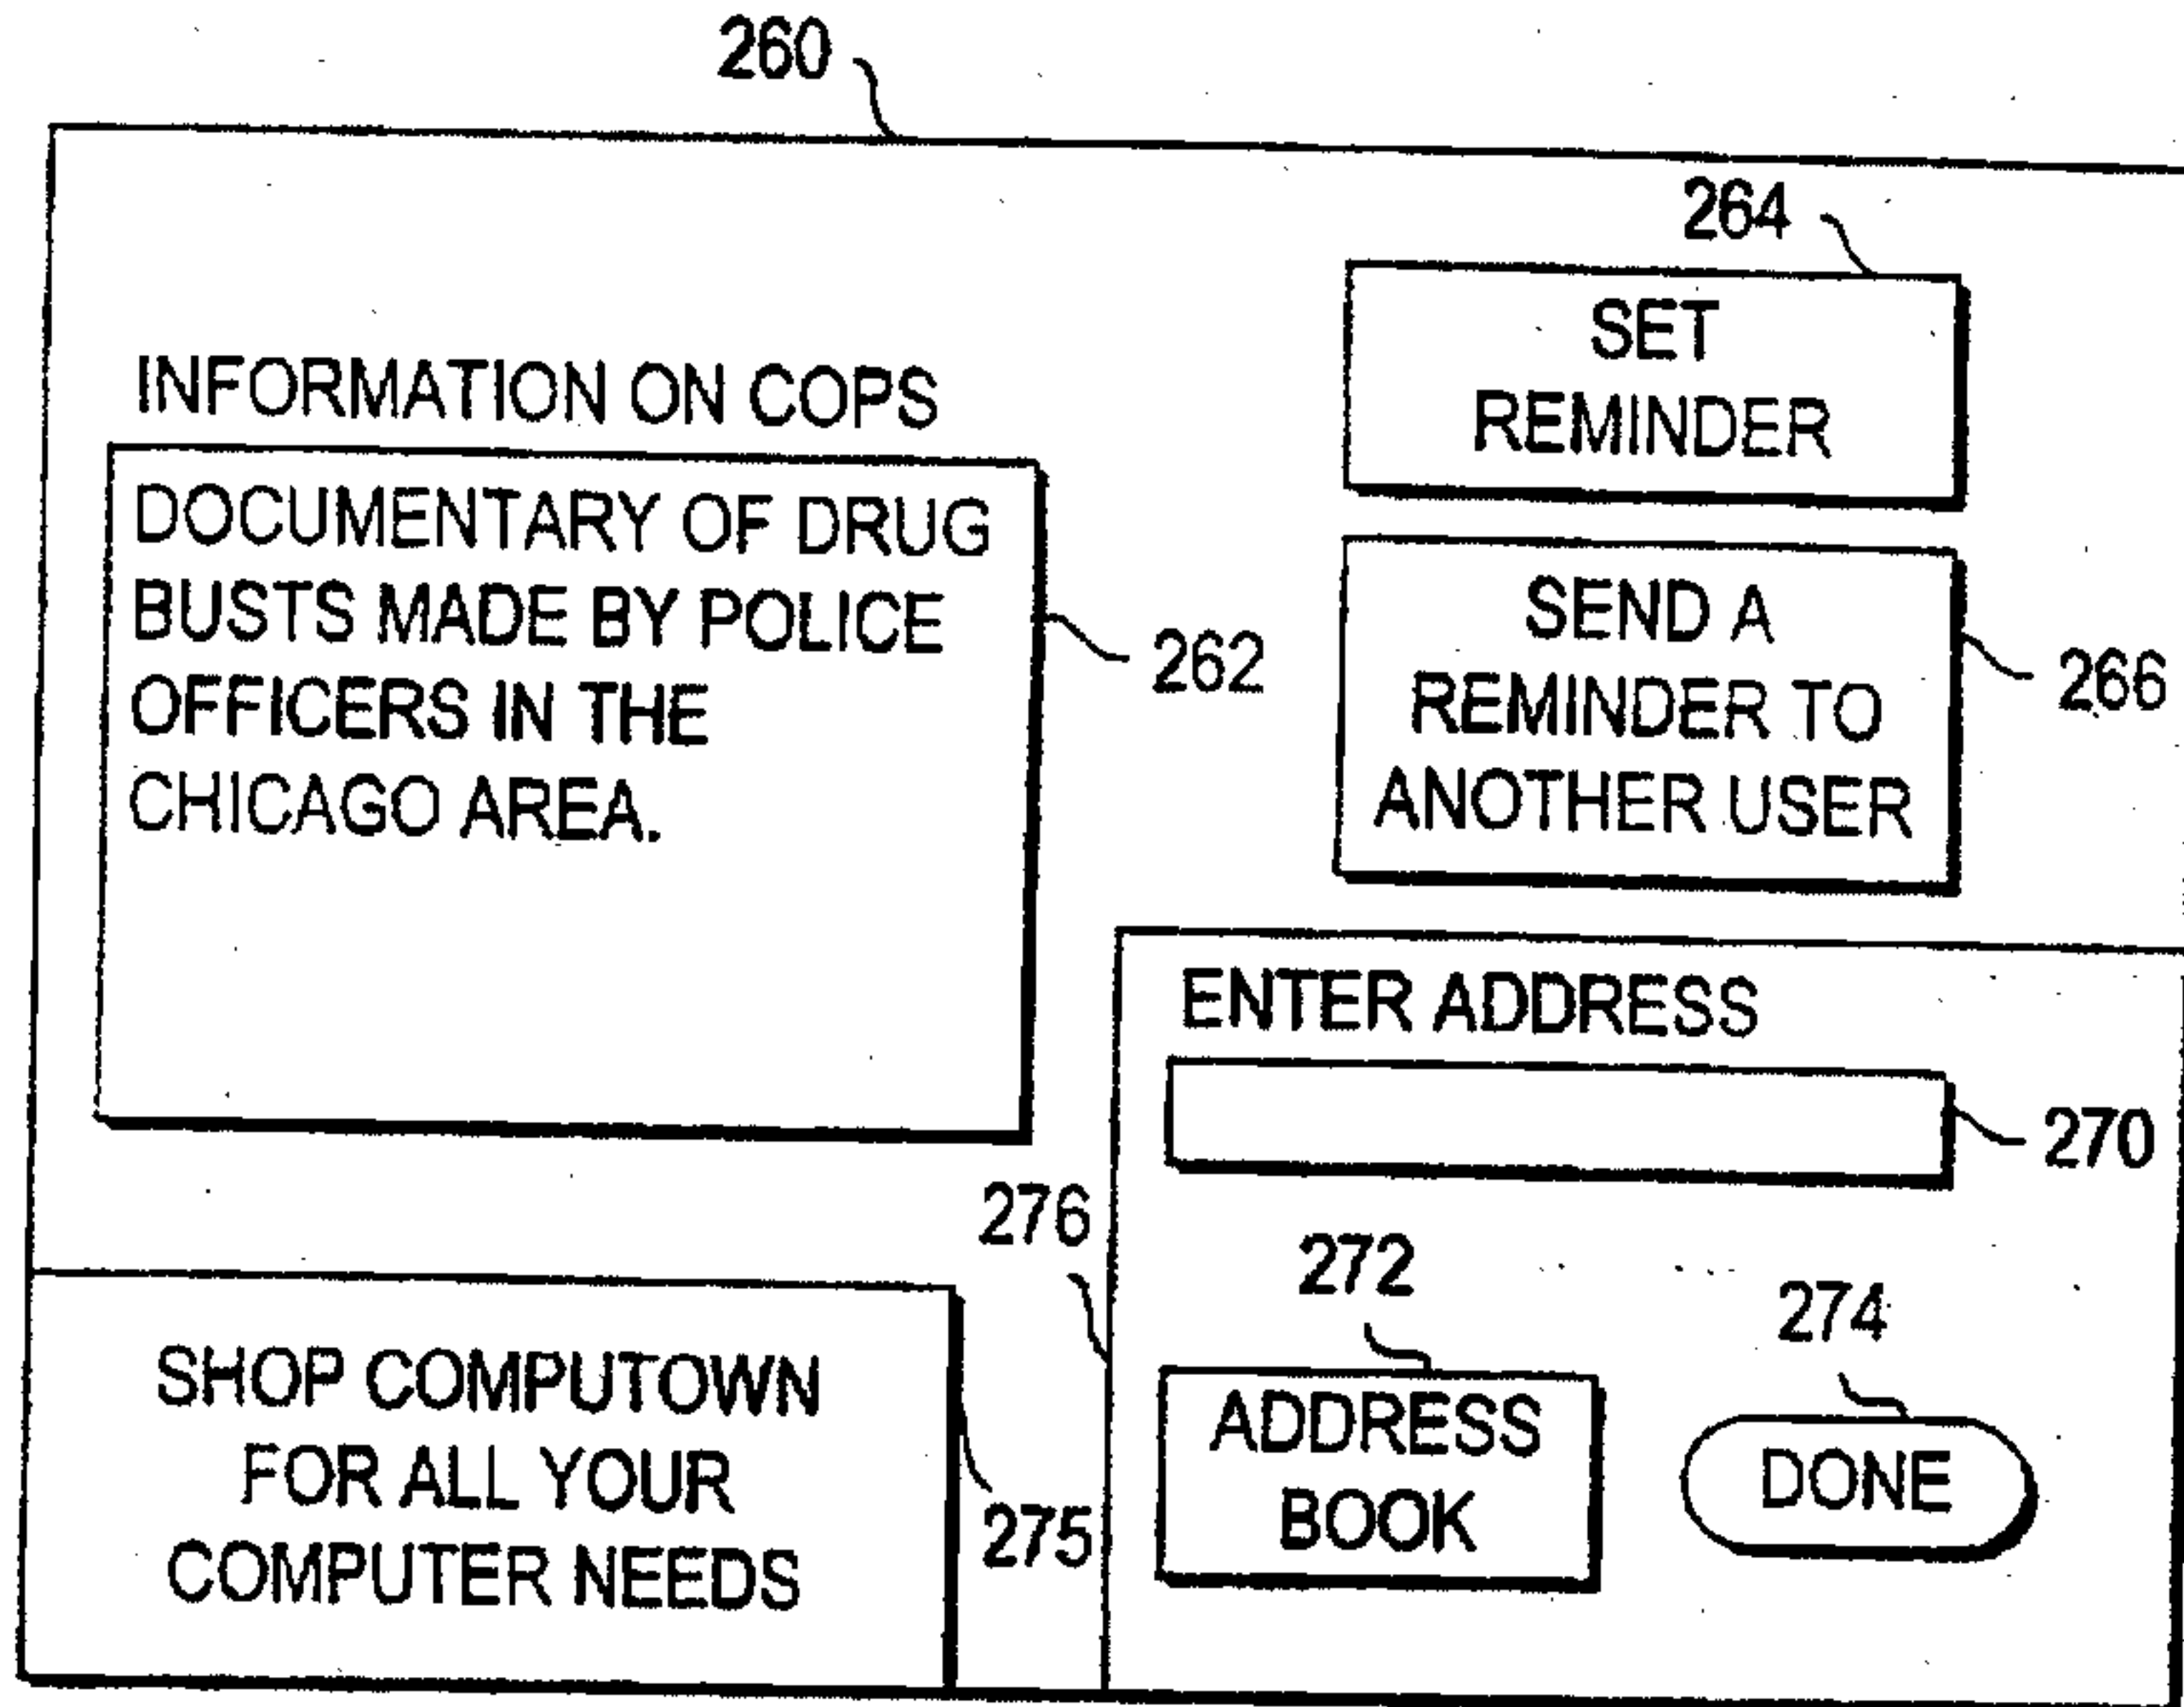 260
264
SET
REMINDER
INFORMATION ON COPS
DOCUMENTARY OF DRUG
BUSTS MADE BY POLICE
OFFICERS IN THE
CHICAGO AREA.
262
SEND A
REMINDER TO
ANOTHER USER
266
ENTER ADDRESS
270
276
272
274
SHOP COMPUTOWN
FOR ALL YOUR
COMPUTER NEEDS
275
ADDRESS
BOOK
DONE